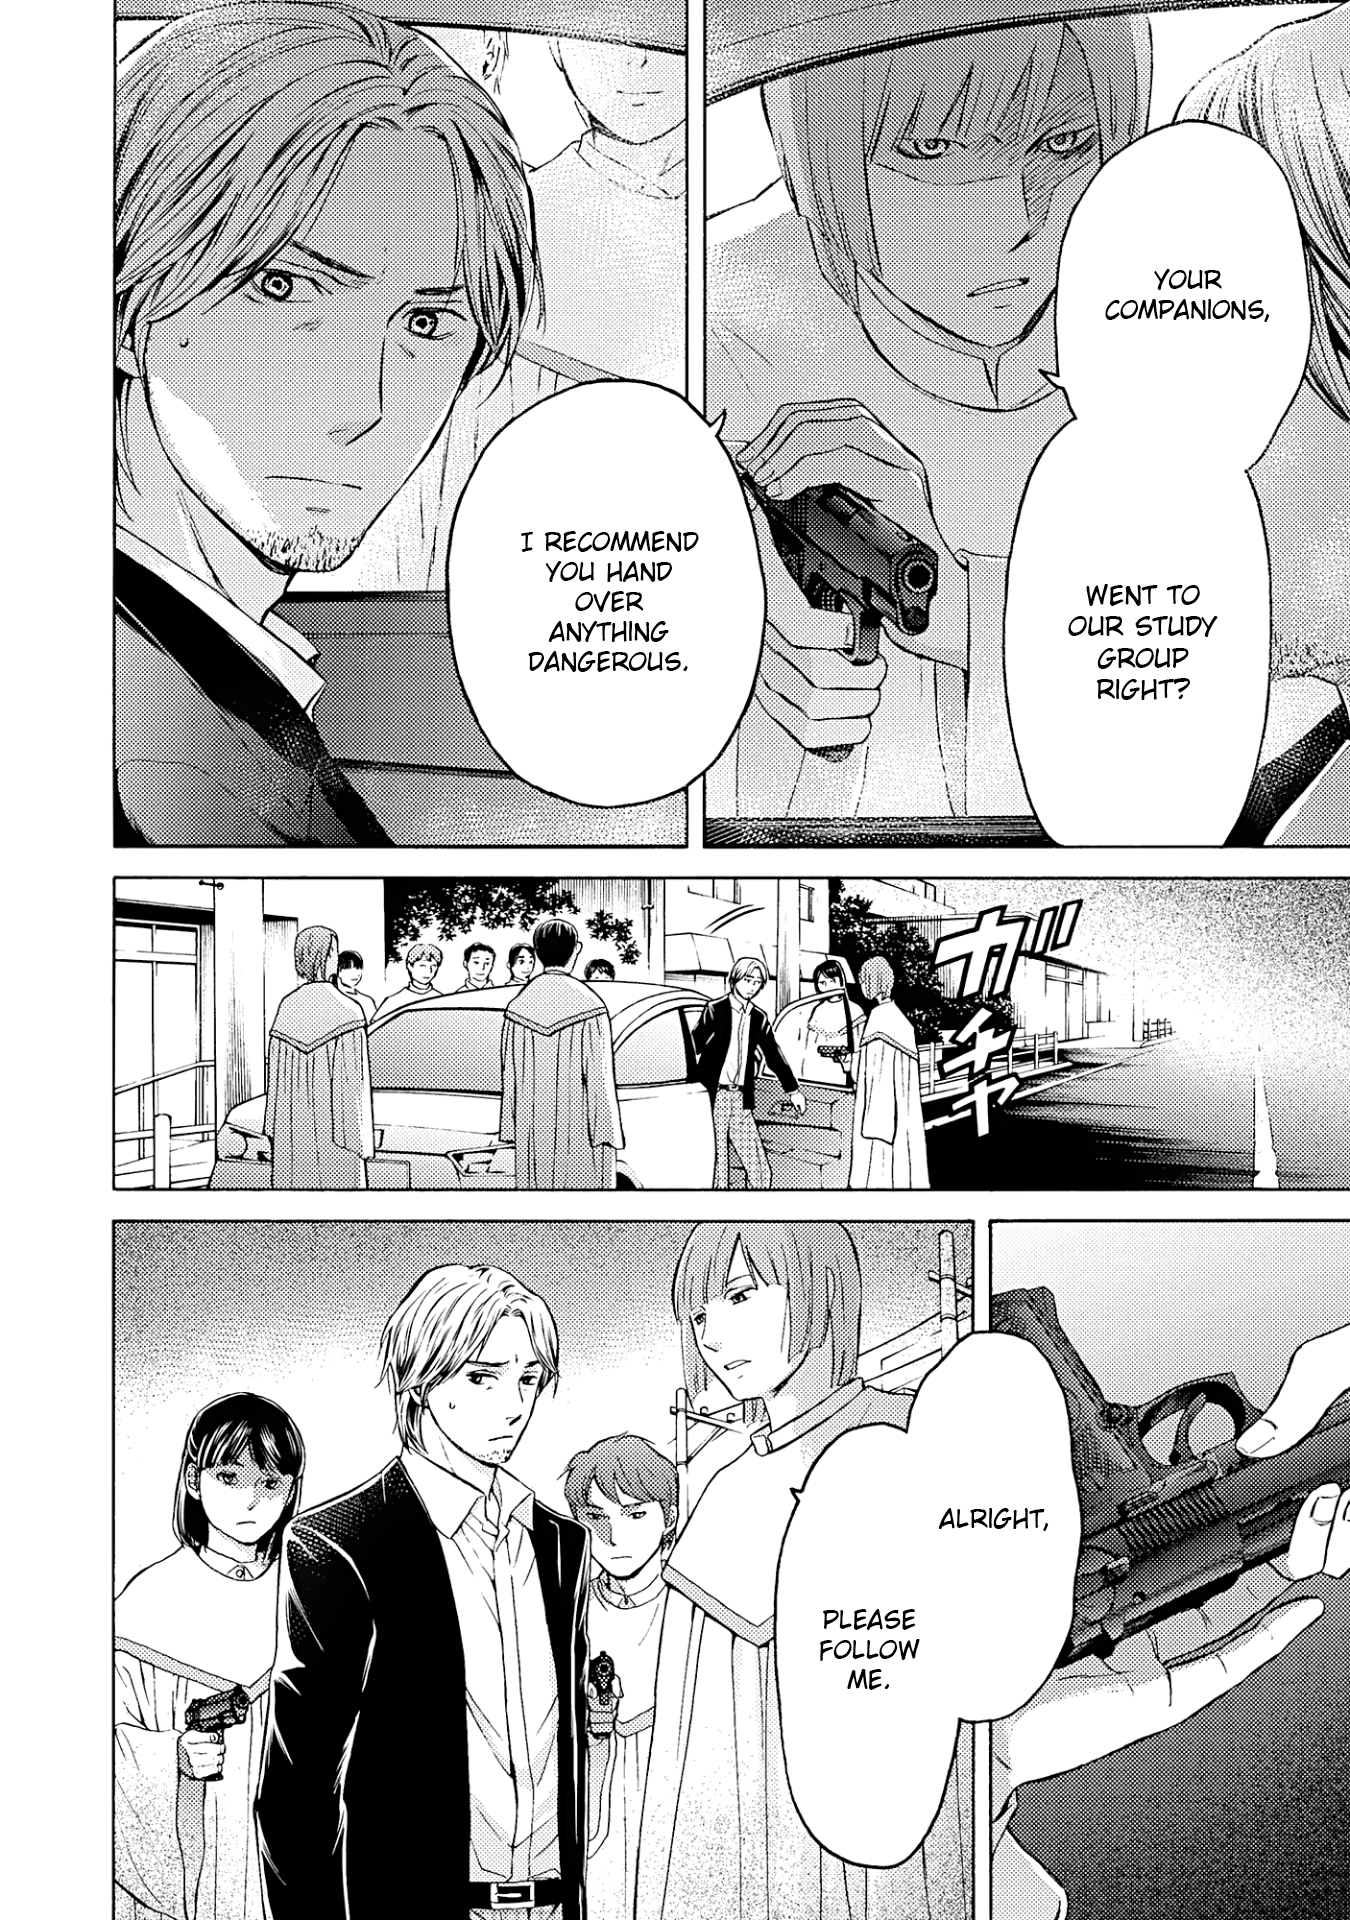 YOUR
COMPANIONS,
WENT TO
OUR STUDY
GROUP
RIGHT?
I RECOMMEND
YOU HAND
OVER
ANYTHING
DANGEROUS.
ガチャ
ALRIGHT,
PLEASE
FOLLOW
ME.